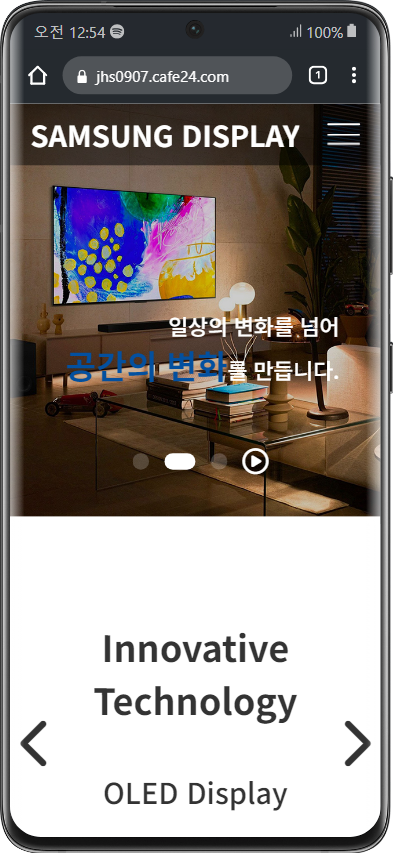 오전 12:54 100%
jhs0907.cafe24.com 1
SAMSUNG DISPLAY
일상의 변화를 넘어
공간의 변화를 만듭니다.
Innovative
Technology
OLED Display